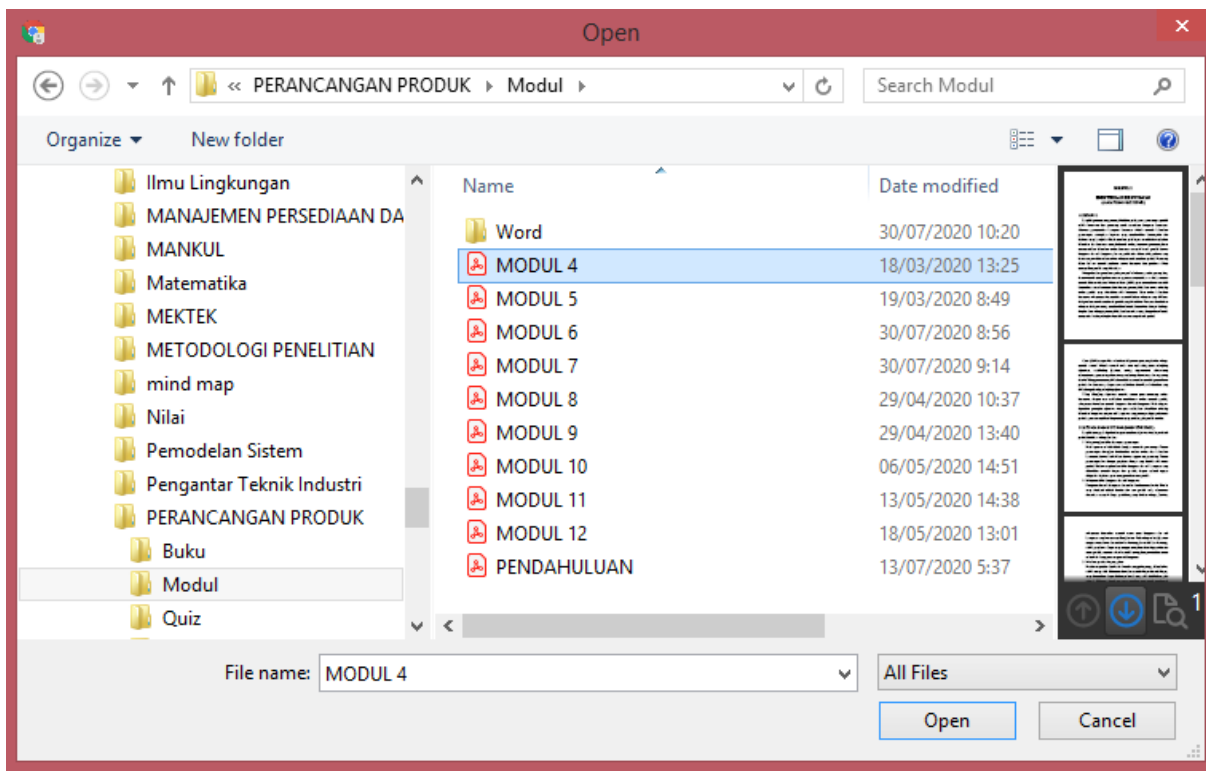 Open
« PERANCANGAN PRODUK Modul
Search Modul
Organize
New folder
Ilmu Lingkungan
MANAJEMEN PERSEDIAAN DA
MANKUL
Matematika
MEKTEK
METODOLOGI PENELITIAN
mind map
Nilai
Pemodelan Sistem
Pengantar Teknik Industri
PERANCANGAN PRODUK
Buku
Modul
Quiz
Name Date modified
Word 30/07/2020 10:20
MODUL 4 18/03/2020 13:25
MODUL 5 19/03/2020 8:49
MODUL 6 30/07/2020 8:56
MODUL 7 30/07/2020 9:14
MODUL 8 29/04/2020 10:37
MODUL 9 29/04/2020 13:40
MODUL 10 06/05/2020 14:51
MODUL 11 13/05/2020 14:38
MODUL 12 18/05/2020 13:01
PENDAHULUAN 13/07/2020 5:37
1
File name: MODUL 4
All Files
Open
Cancel